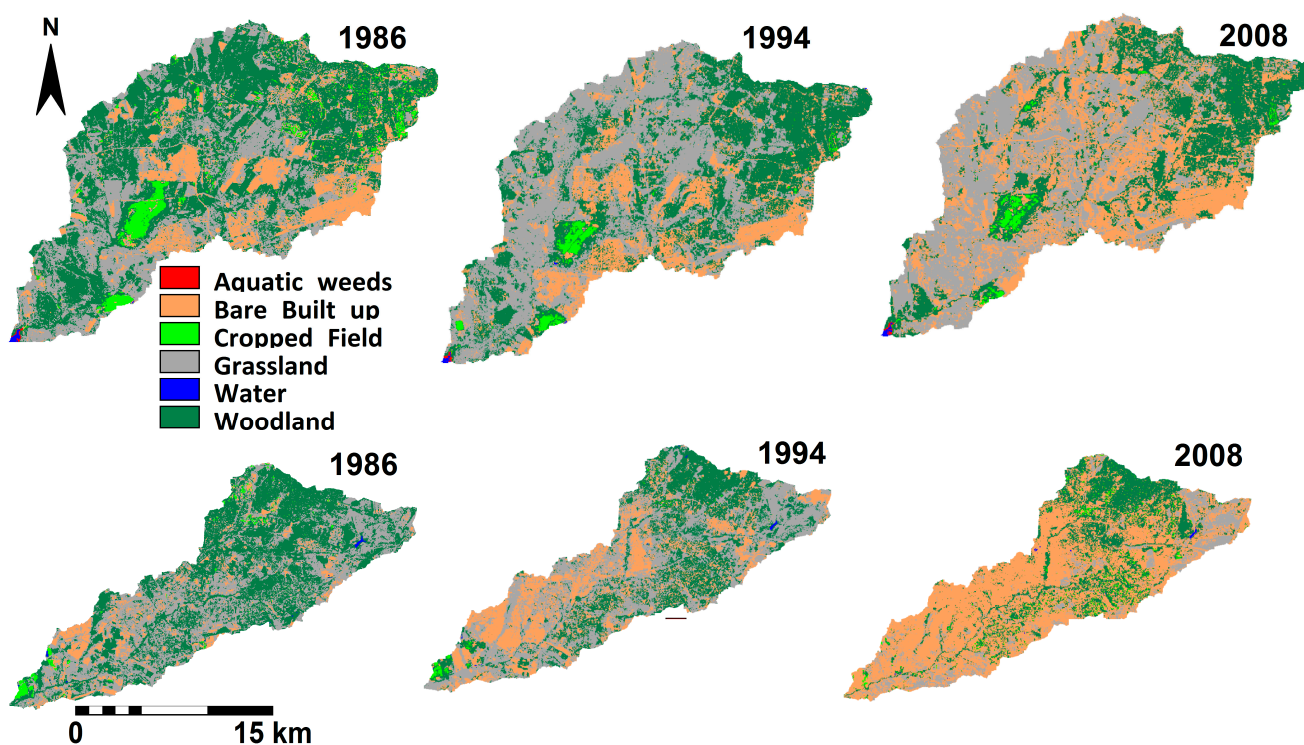 N
1986
1994
2008
Aquatic weeds
Bare Built up
Cropped Field
Grassland
Water
Woodland
1986
1994
2008
0 15 km